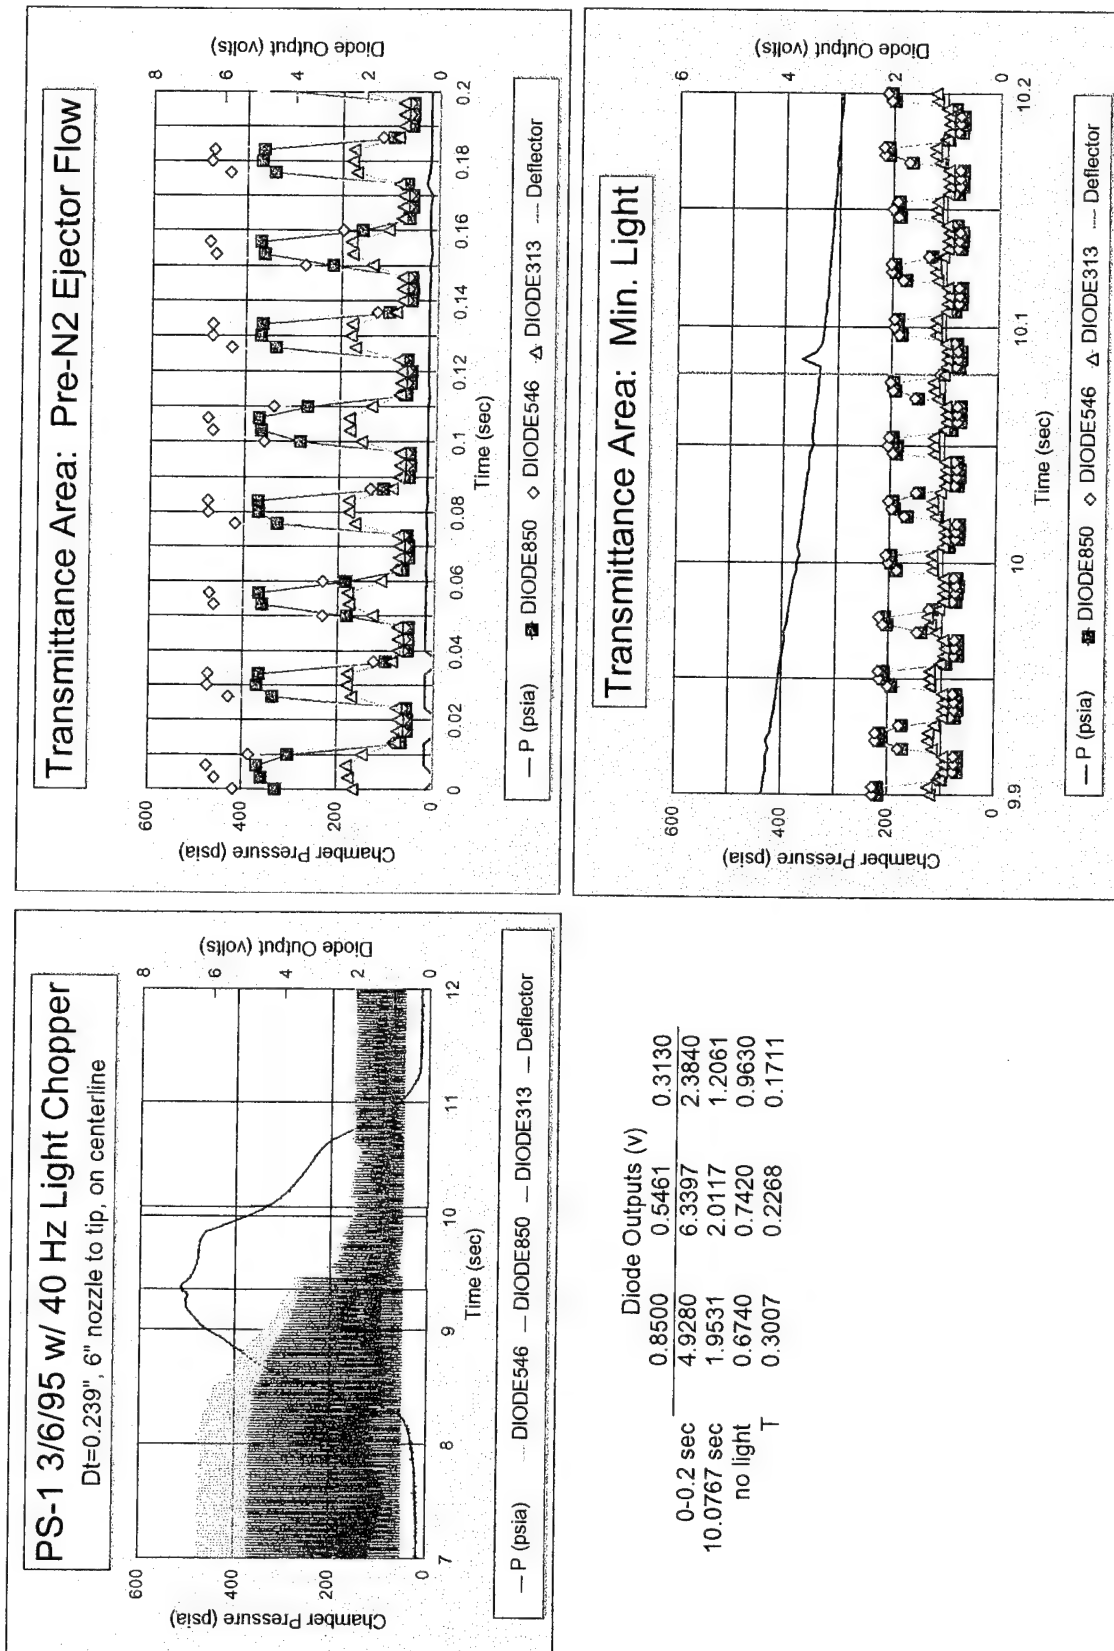 PS-1 3/6/95 w/ 40 Hz Light Chopper
Dt=0.239", 6" nozzle to tip, on centerline
Chamber Pressure (psia)
600
400
200
0
Diode Output (volts)
8
6
4
2
0
7
8
9
10
11
12
Time (sec)
P (psia) DIODE546 DIODE850 DIODE313 Deflector
Transmittance Area: Pre-N2 Ejector Flow
Chamber Pressure (psia)
600
400
200
0
Diode Output (volts)
8
6
4
2
0
0
0.02
0.04
0.06
0.08
0.1
0.12
0.14
0.16
0.18
0.2
Time (sec)
P (psia) DIODE850 DIODE546 DIODE313 Deflector
Diode Outputs (v)
0.8500 0.5461 0.3130
0-0.2 sec 4.9280 6.3397 2.3840
10.0767 sec 1.9531 2.0117 1.2061
no light 0.6740 0.7420 0.9630
T 0.3007 0.2268 0.1711
Transmittance Area: Min. Light
Chamber Pressure (psia)
600
400
200
0
Diode Output (volts)
6
4
2
0
9.9
10
10.1
10.2
Time (sec)
P (psia) DIODE850 DIODE546 DIODE313 Deflector